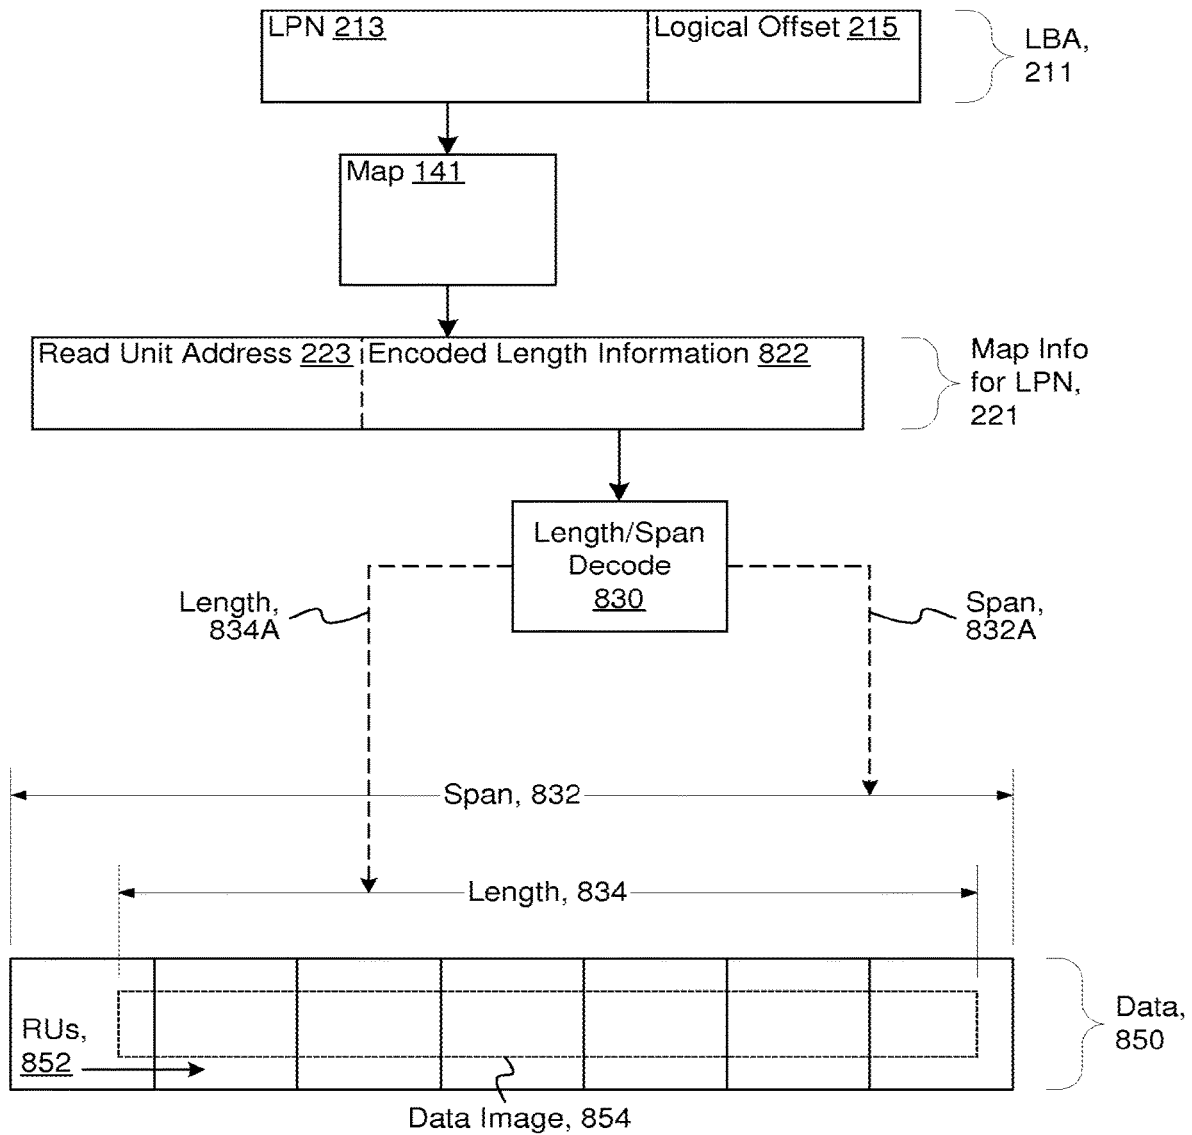 LPN 213
Logical Offset 215
LBA,
211
Map 141
Read Unit Address 223
Encoded Length Information 822
Map Info
for LPN,
221
Length/Span
Decode
830
Length,
834A
Span,
832A
Span, 832
Length, 834
RUs,
852
Data,
850
Data Image, 854